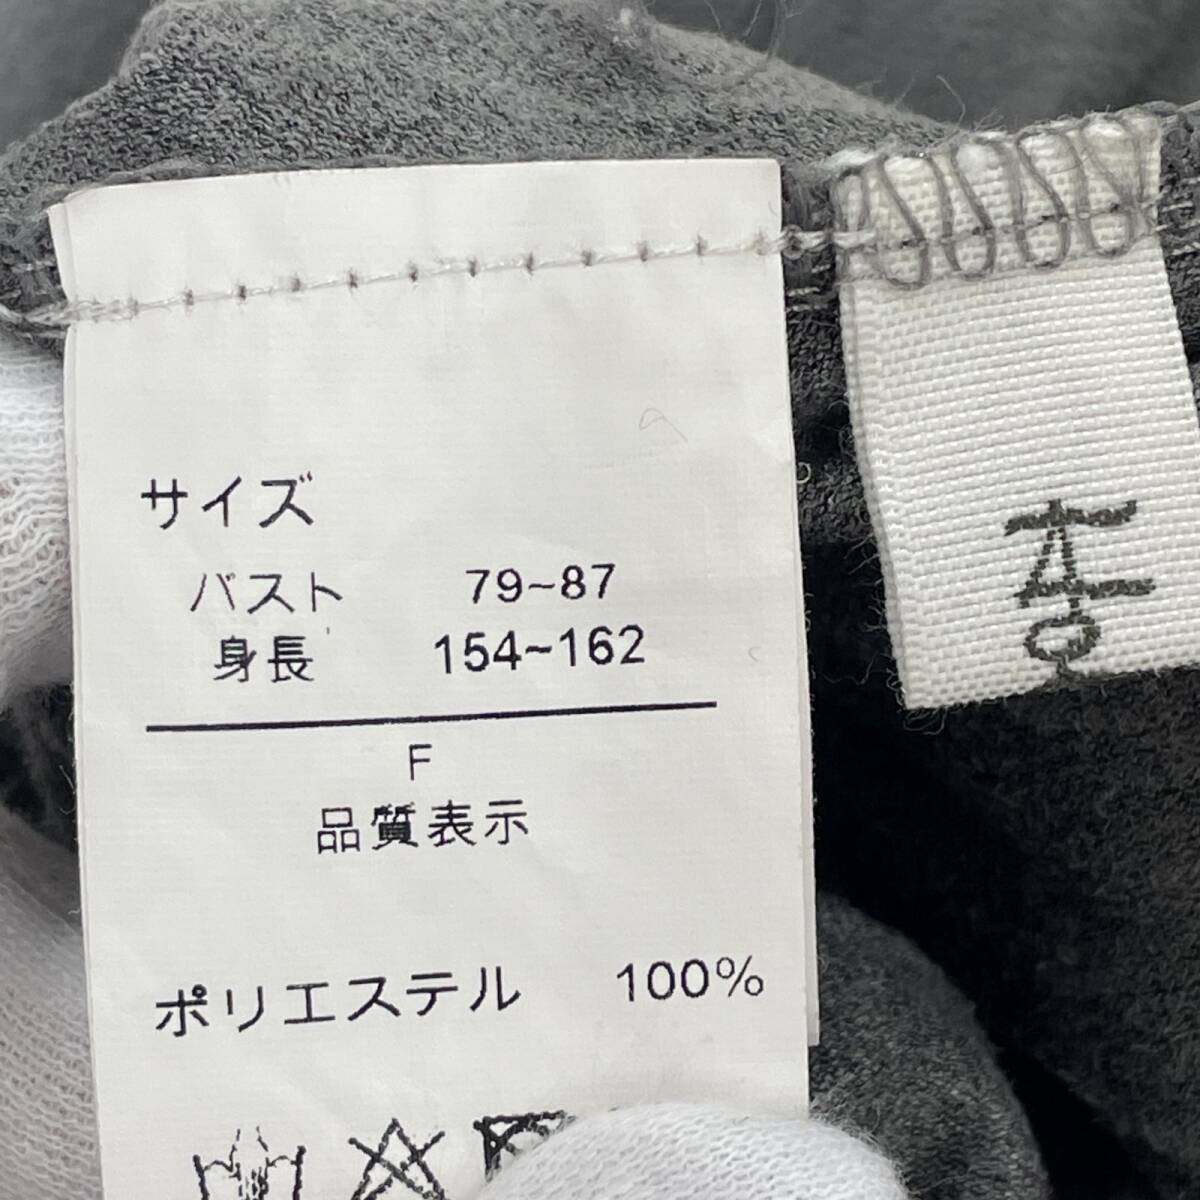 サイズ
バスト 79~87
身長 154~162
F
品質表示
ポリエステル 100%